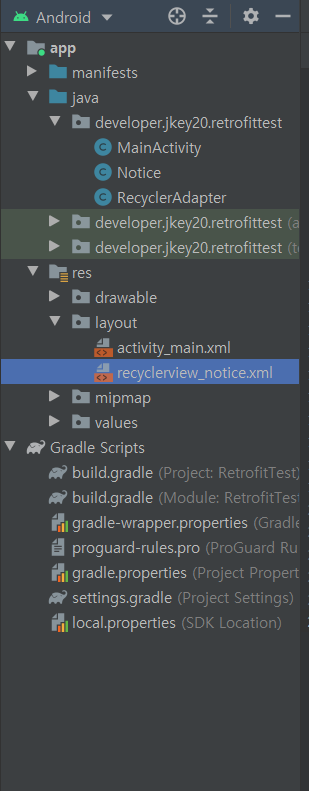 Android
app
manifests
java
developer.jkey20.retrofittest
MainActivity
Notice
RecyclerAdapter
developer.jkey20.retrofittest (a
developer.jkey20.retrofittest (te
res
drawable
layout
activity_main.xml
recyclerview_notice.xml
mipmap
values
Gradle Scripts
build.gradle (Project: RetrofitTest)
build.gradle (Module: RetrofitTest
gradle-wrapper.properties (Gradle
proguard-rules.pro (ProGuard Ru
gradle.properties (Project Propert
settings.gradle (Project Settings)
local.properties (SDK Location)